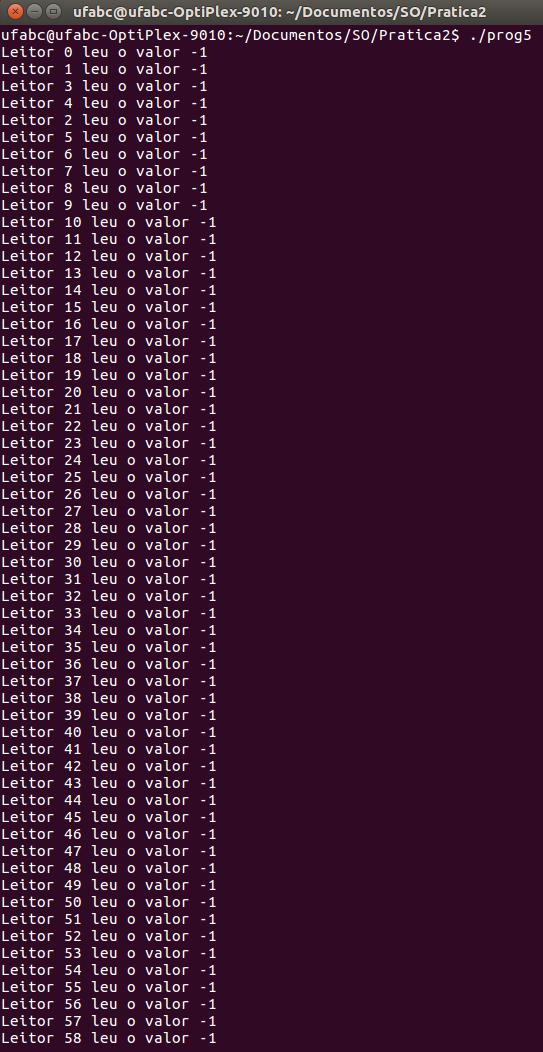 ufabc@ufabc-OptiPlex-9010: ~/Documentos/SO/Pratica2
ufabc@ufabc-OptiPlex-9010:~/Documentos/SO/Pratica2$ ./prog5
Leitor 0 leu o valor -1
Leitor 1 leu o valor -1
Leitor 3 leu o valor -1
Leitor 4 leu o valor -1
Leitor 2 leu o valor -1
Leitor 5 leu o valor -1
Leitor 6 leu o valor -1
Leitor 7 leu o valor -1
Leitor 8 leu o valor -1
Leitor 9 leu o valor -1
Leitor 10 leu o valor -1
Leitor 11 leu o valor -1
Leitor 12 leu o valor -1
Leitor 13 leu o valor -1
Leitor 14 leu o valor -1
Leitor 15 leu o valor -1
Leitor 16 leu o valor -1
Leitor 17 leu o valor -1
Leitor 18 leu o valor -1
Leitor 19 leu o valor -1
Leitor 20 leu o valor -1
Leitor 21 leu o valor -1
Leitor 22 leu o valor -1
Leitor 23 leu o valor -1
Leitor 24 leu o valor -1
Leitor 25 leu o valor -1
Leitor 26 leu o valor -1
Leitor 27 leu o valor -1
Leitor 28 leu o valor -1
Leitor 29 leu o valor -1
Leitor 30 leu o valor -1
Leitor 31 leu o valor -1
Leitor 32 leu o valor -1
Leitor 33 leu o valor -1
Leitor 34 leu o valor -1
Leitor 35 leu o valor -1
Leitor 36 leu o valor -1
Leitor 37 leu o valor -1
Leitor 38 leu o valor -1
Leitor 39 leu o valor -1
Leitor 40 leu o valor -1
Leitor 41 leu o valor -1
Leitor 42 leu o valor -1
Leitor 43 leu o valor -1
Leitor 44 leu o valor -1
Leitor 45 leu o valor -1
Leitor 46 leu o valor -1
Leitor 47 leu o valor -1
Leitor 48 leu o valor -1
Leitor 49 leu o valor -1
Leitor 50 leu o valor -1
Leitor 51 leu o valor -1
Leitor 52 leu o valor -1
Leitor 53 leu o valor -1
Leitor 54 leu o valor -1
Leitor 55 leu o valor -1
Leitor 56 leu o valor -1
Leitor 57 leu o valor -1
Leitor 58 leu o valor -1